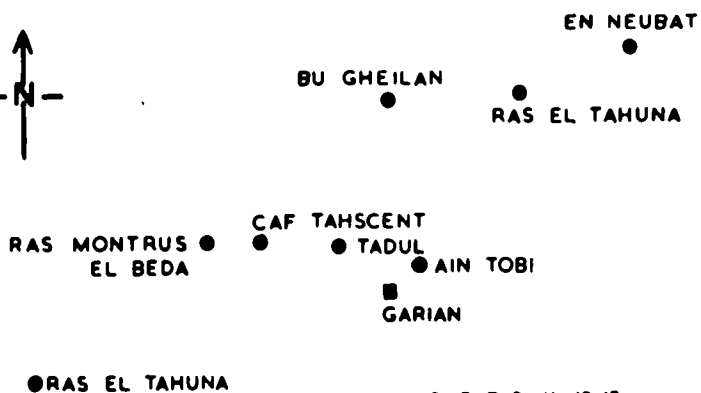 EN NEUBAT
BU GHEILAN
RAS EL TAHUNA
N
CAF TAHSCENT
RAS MONTRUS
TADUL
EL BEDA
AIN TOBI
GARIAN
RAS EL TAHUNA